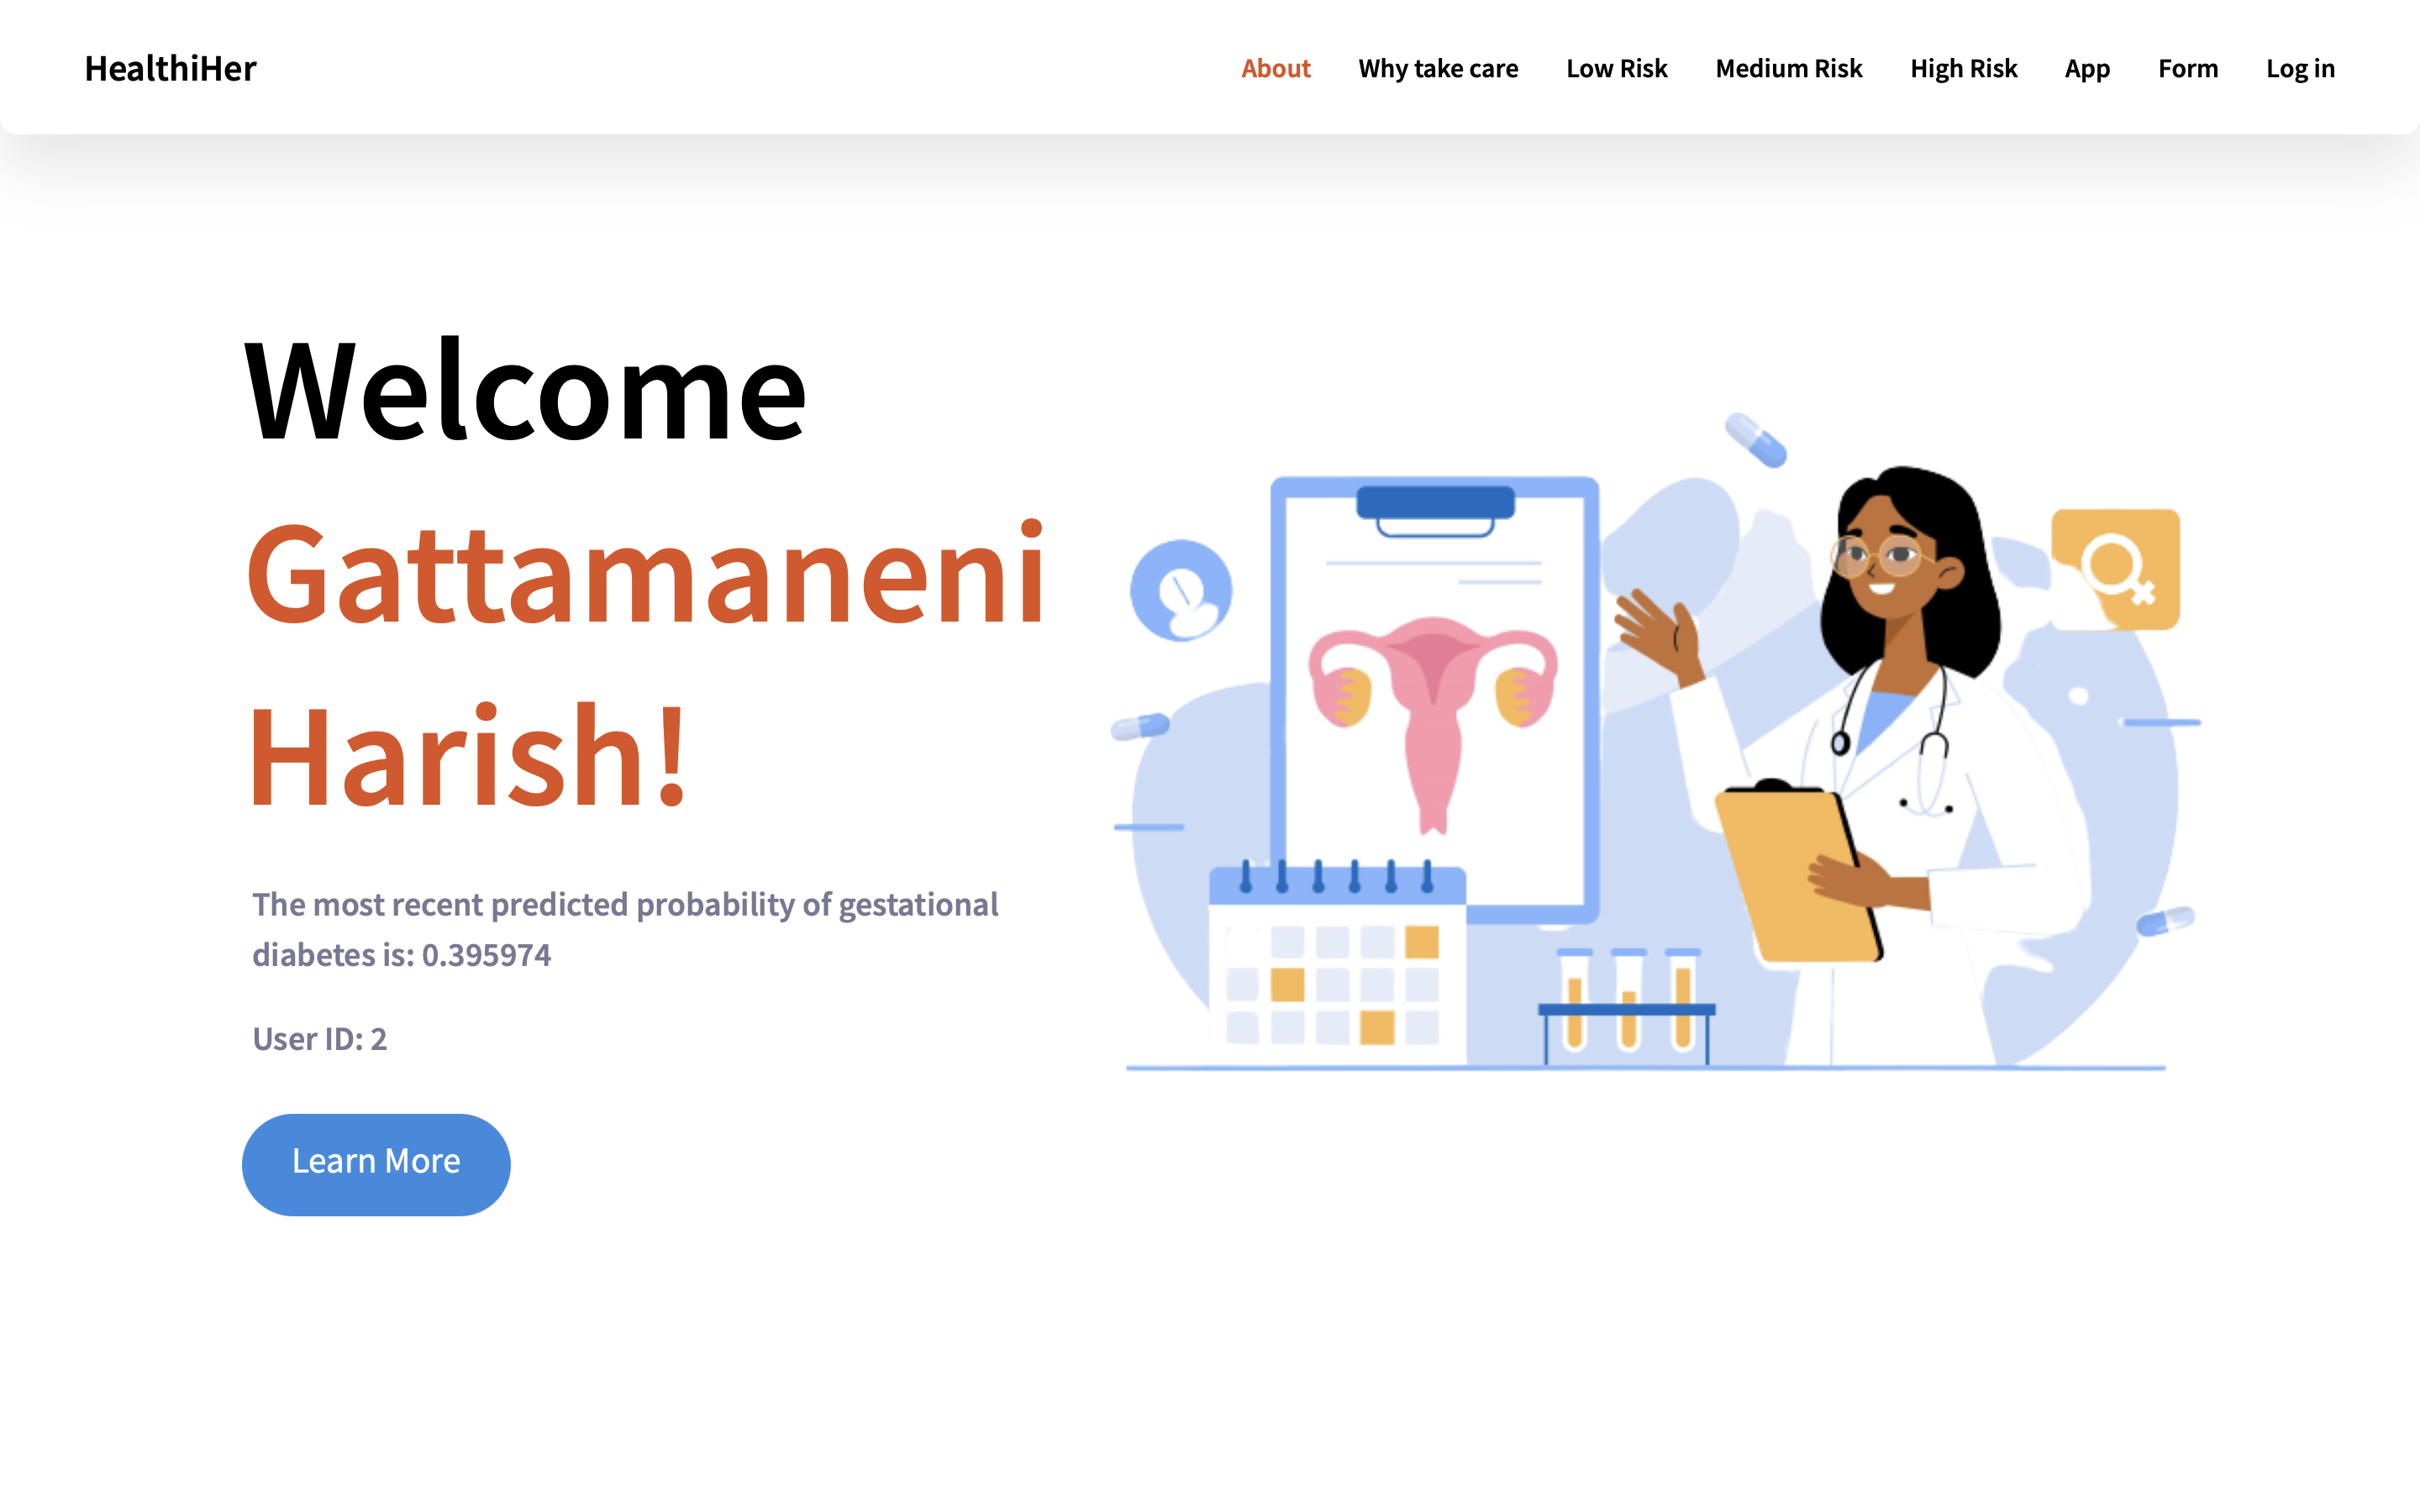 HealthiHer
About Why take care Low Risk Medium Risk High Risk App Form Log in
Welcome
Gattamaneni
Harish!
The most recent predicted probability of gestational
diabetes is: 0.395974
User ID: 2
Learn More